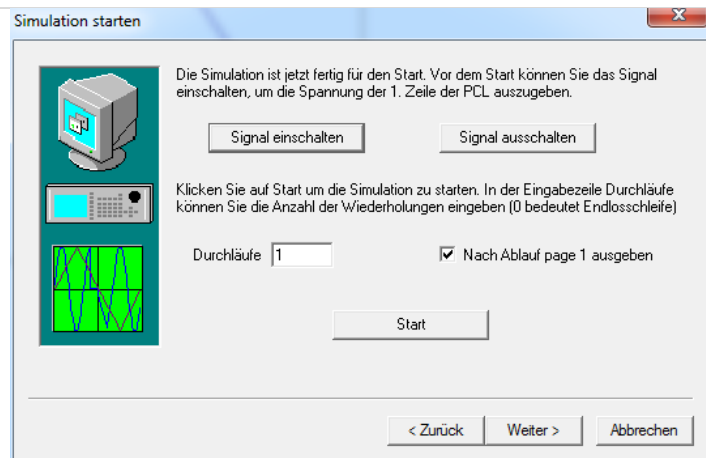 Simulation starten
Die Simulation ist jetzt fertig für den Start. Vor dem Start können Sie das Signal
einschalten, um die Spannung der 1. Zeile der PCL auszugeben.
Signal einschalten Signal ausschalten
Klicken Sie auf Start um die Simulation zu starten. In der Eingabezeile Durchläufe
können Sie die Anzahl der Wiederholungen eingeben (0 bedeutet Endlosschleife)
Durchläufe 1 Nach Ablauf page 1 ausgeben
Start
< Zurück Weiter > Abbrechen